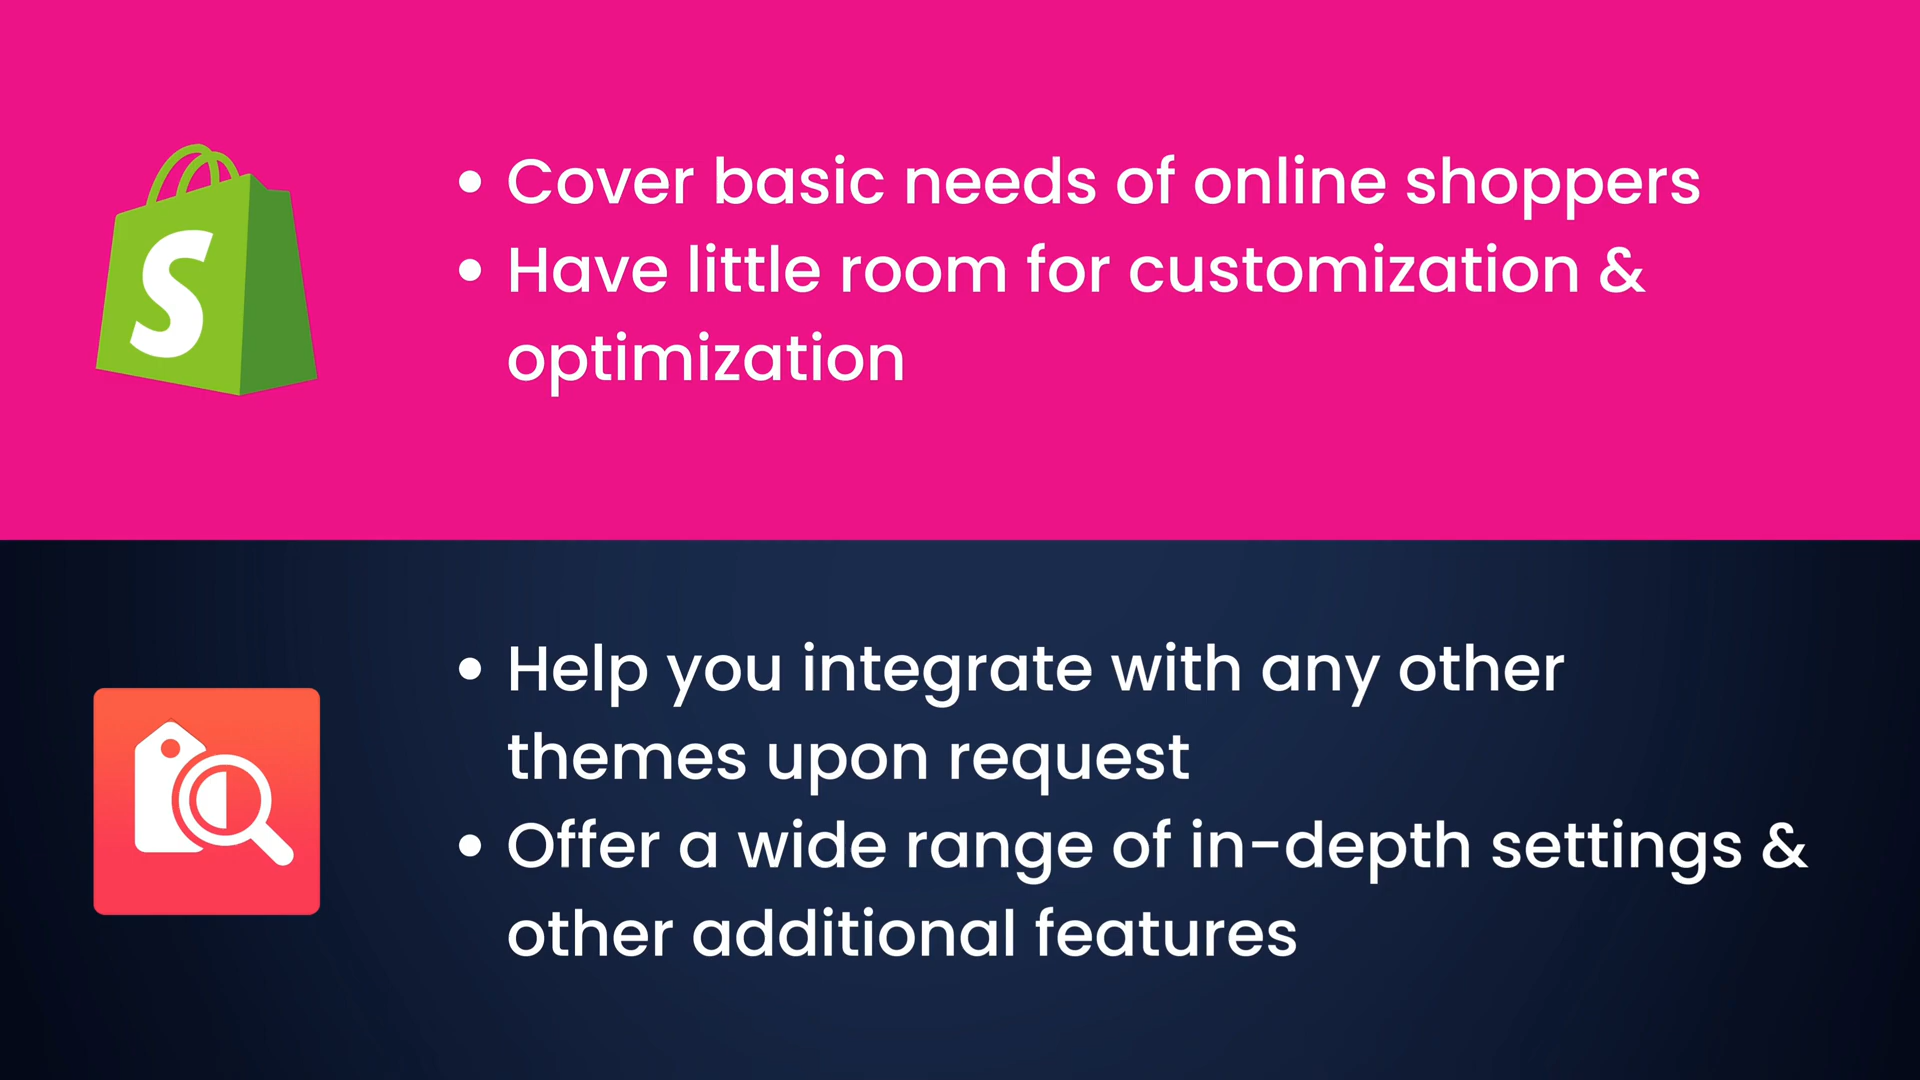 S
• Cover basic needs of online shoppers
• Have little room for customization &
optimization
• Help you integrate with any other
themes upon request
• Offer a wide range of in-depth settings &
other additional features